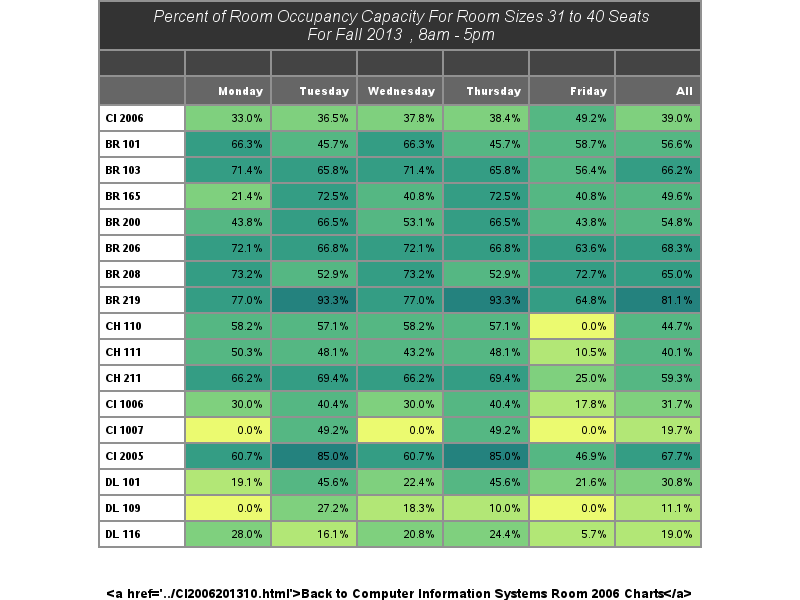 Percent of Room Occupancy Capacity For Room Sizes 31 to 40 Seats
For Fall 2013 , 8am - 5pm
Monday Tuesday Wednesday Thursday Friday All
CI 2006 33.0% 36.5% 37.8% 38.4% 49.2% 39.0%
BR 101 66.3% 45.7% 66.3% 45.7% 58.7% 56.6%
BR 103 71.4% 65.8% 71.4% 65.8% 56.4% 66.2%
BR 165 21.4% 72.5% 40.8% 72.5% 40.8% 49.6%
BR 200 43.8% 66.5% 53.1% 66.5% 43.8% 54.8%
BR 206 72.1% 66.8% 72.1% 66.8% 63.6% 68.3%
BR 208 73.2% 52.9% 73.2% 52.9% 72.7% 65.0%
BR 219 77.0% 93.3% 77.0% 93.3% 64.8% 81.1%
CH 110 58.2% 57.1% 58.2% 57.1% 0.0% 44.7%
CH 111 50.3% 48.1% 43.2% 48.1% 10.5% 40.1%
CH 211 66.2% 69.4% 66.2% 69.4% 25.0% 59.3%
CI 1006 30.0% 40.4% 30.0% 40.4% 17.8% 31.7%
CI 1007 0.0% 49.2% 0.0% 49.2% 0.0% 19.7%
CI 2005 60.7% 85.0% 60.7% 85.0% 46.9% 67.7%
DL 101 19.1% 45.6% 22.4% 45.6% 21.6% 30.8%
DL 109 0.0% 27.2% 18.3% 10.0% 0.0% 11.1%
DL 116 28.0% 16.1% 20.8% 24.4% 5.7% 19.0%
<a href='../CI2006201310.html'>Back to Computer Information Systems Room 2006 Charts</a>